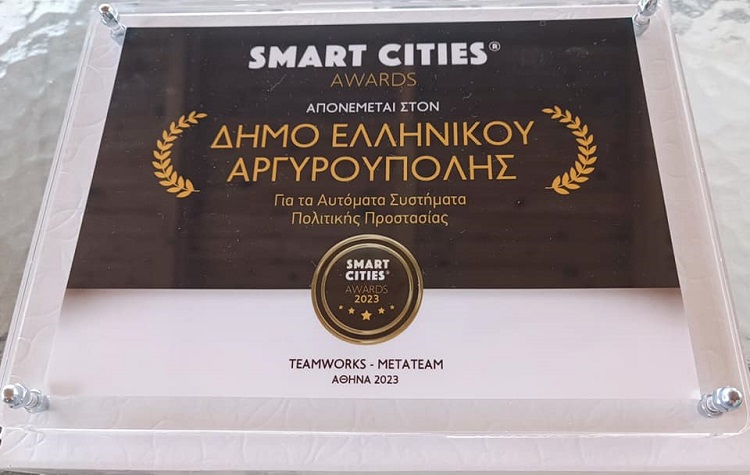 SMART CITIES®
AWARDS
ΑΠΟΝΕΜΕΤΑΙ ΣΤΟΝ
ΔΗΜΟ ΕΛΛΗΝΙΚΟΥ
ΑΡΓΥΡΟΥΠΟΛΗΣ
Για τα Αυτόματα Συστήματα
Πολιτικής Προστασίας
SMART
CITIES®
AWARDS
2023
TEAMWORKS - METATEAM
ΑΘΗΝΑ 2023